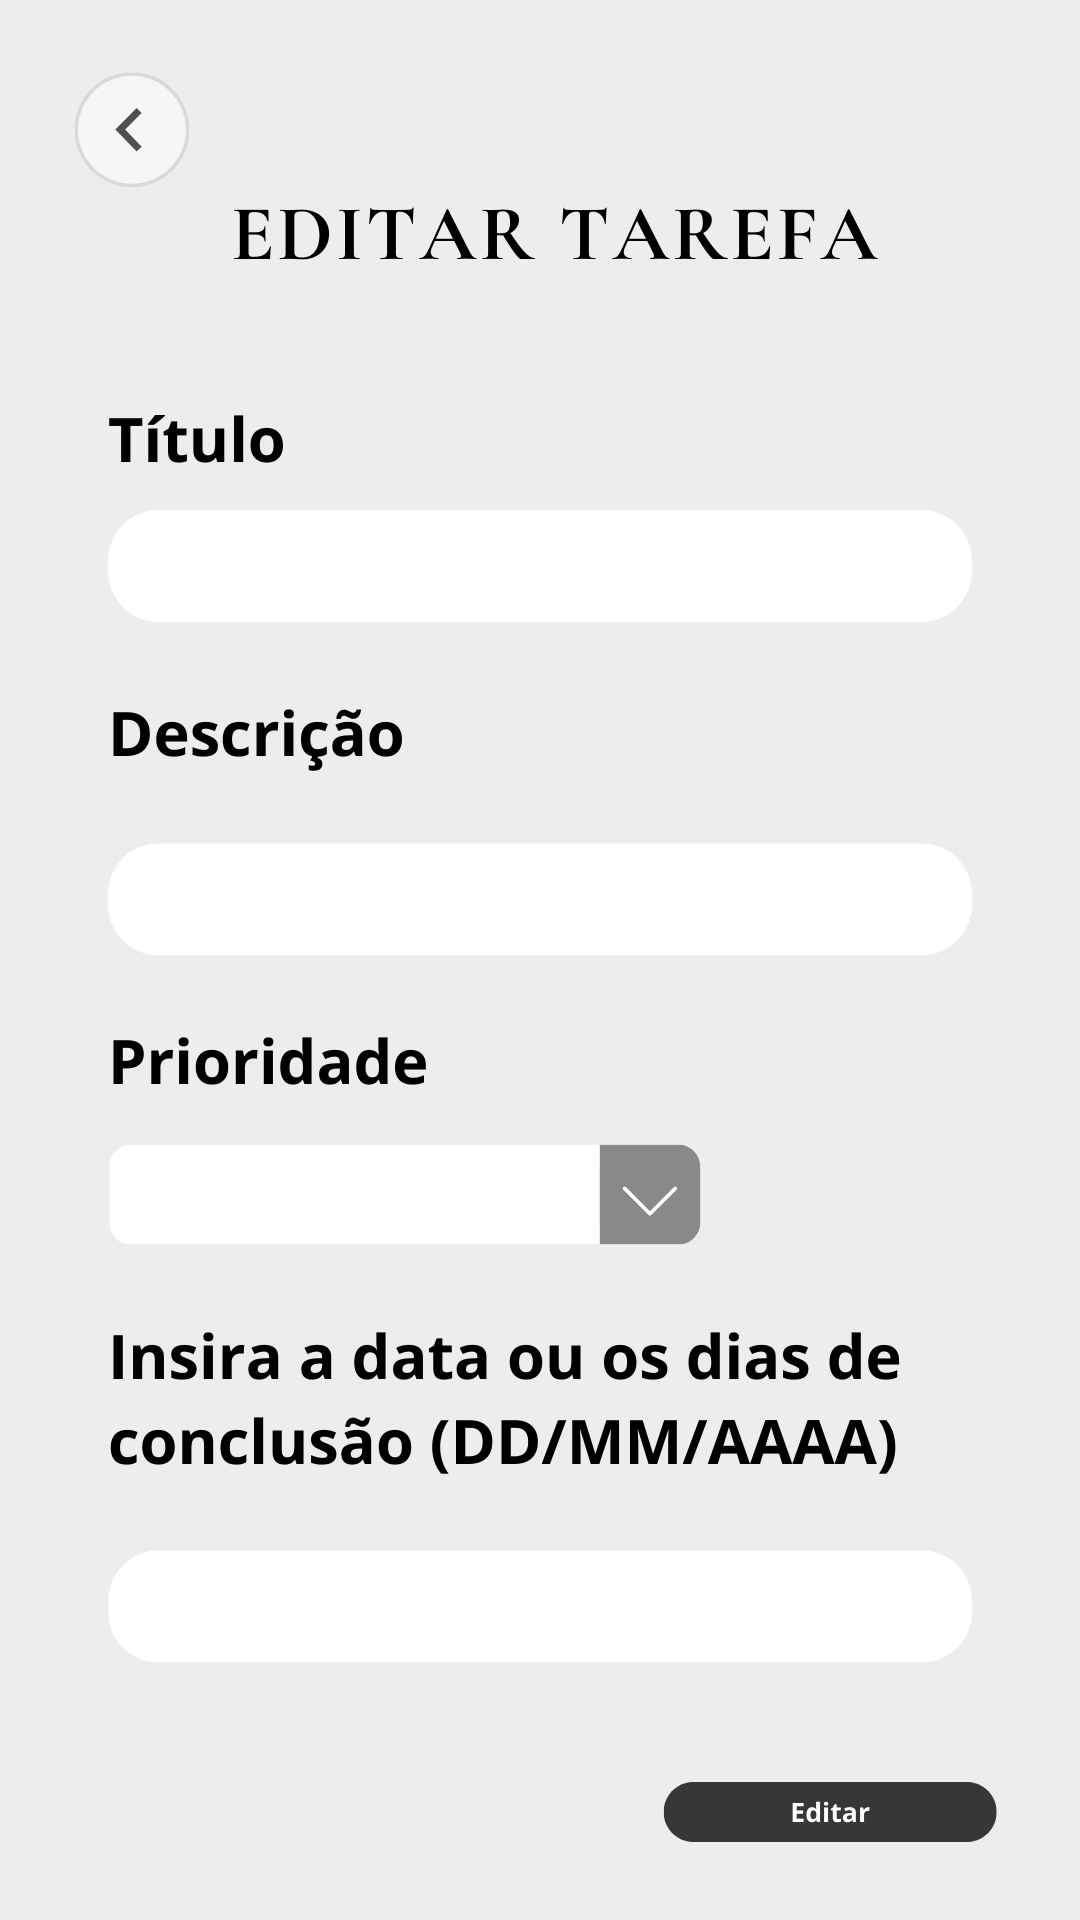 EDITAR TAREFA
Título
Descrição
Prioridade
Insira a data ou os dias de
conclusão (DD/MM/AAAA)
Editar